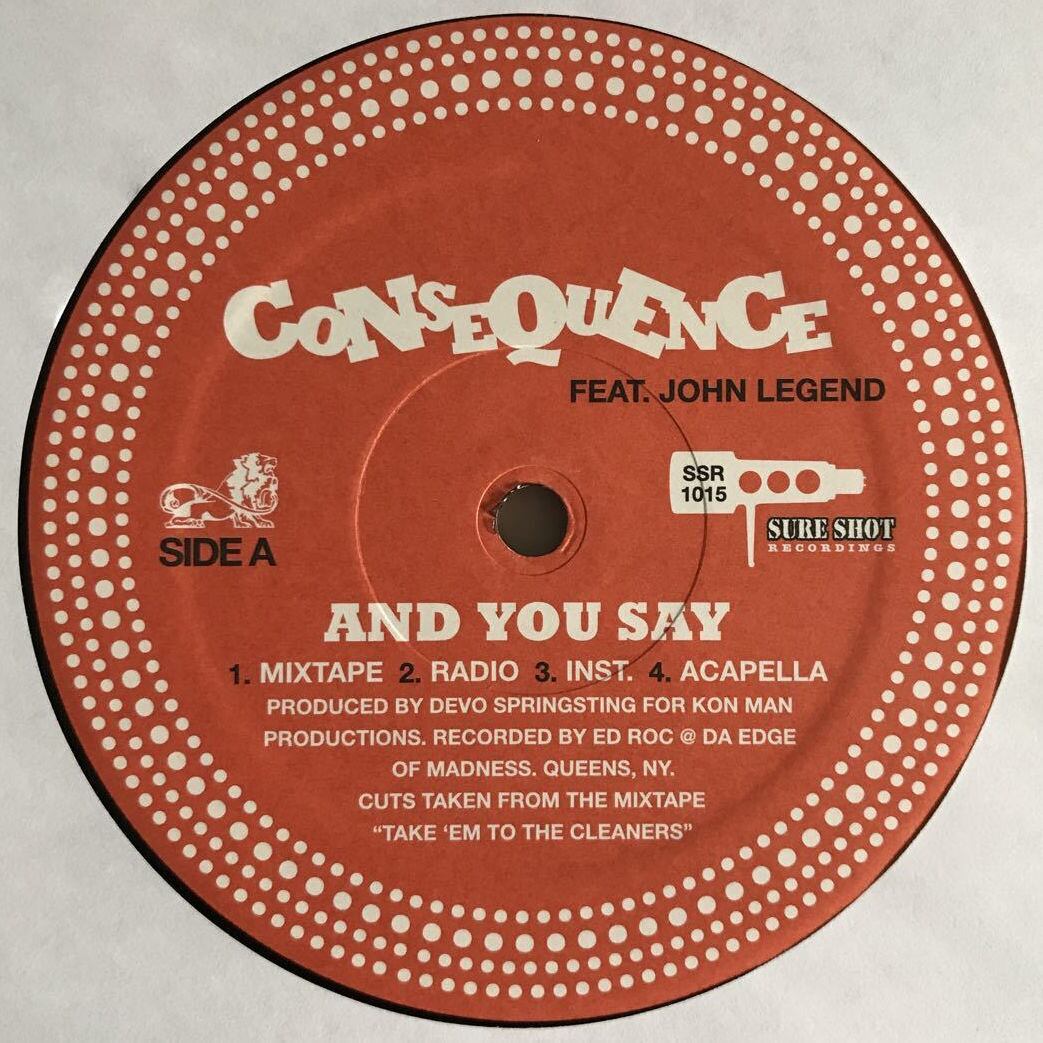 CONSEQUENCE
FEAT. JOHN LEGEND
SSR
1015
SURE SHOT
RECORDINGS
SIDE A
AND YOU SAY
1. MIXTAPE 2. RADIO 3. INST. 4. ACAPELLA
PRODUCED BY DEVO SPRINGSTING FOR KON MAN
PRODUCTIONS. RECORDED BY ED ROC @ DA EDGE
OF MADNESS. QUEENS, NY.
CUTS TAKEN FROM THE MIXTAPE
“TAKE ‘EM TO THE CLEANERS”